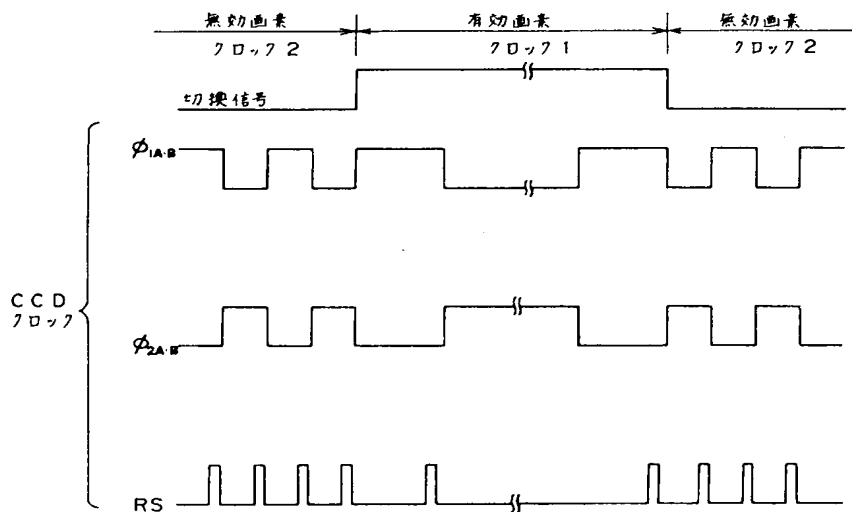 無効画素
有効画素
無効画素
クロック 2
クロック 1
クロック 2
切換信号
φ1A·B
CCD
クロック
φ2A·B
RS